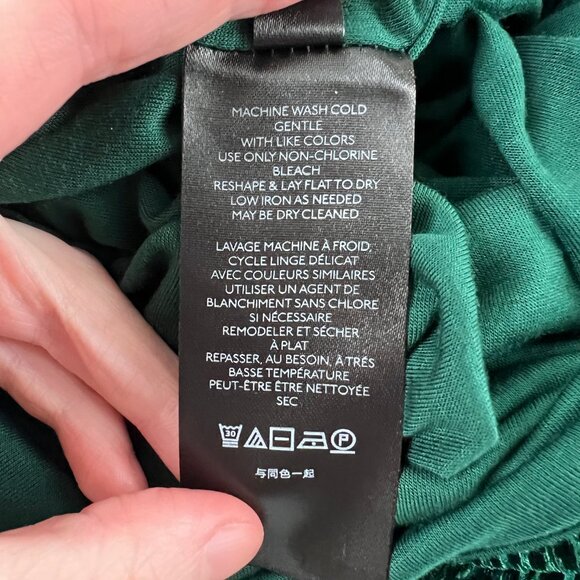 MACHINE WASH COLD
GENTLE
WITH LIKE COLORS
USE ONLY NON-CHLORINE
BLEACH
RESHAPE & LAY FLAT TO DRY
LOW IRON AS NEEDED
MAY BE DRY CLEANED
LAVAGE MACHINE À FROID,
CYCLE LINGE DÉLICAT
AVEC COULEURS SIMILAIRES
UTILISER UN AGENT DE
BLANCHIMENT SANS CHLORE
SI NÉCESSAIRE
REMODELER ET SÉCHER
À PLAT
REPASSER, AU BESOIN, À TRÉS
BASSE TEMPÉRATURE
PEUT-ÊTRE ÊTRE NETTOYÉE
SEC
30 P
与同色一起